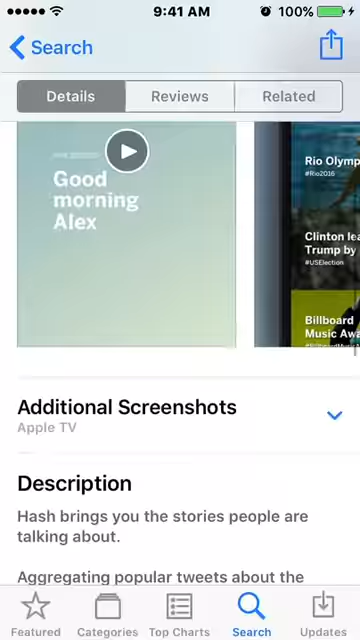 9:41 AM
100%
Search
Details
Reviews
Related
Good
morning
Alex
Rio Olymp
#Rio2016
Clinton lea
Trump by
#USElection
Billboard
Music Awa
Additional Screenshots
Apple TV
Description
Hash brings you the stories people are
talking about.
Aggregating popular tweets about the
Featured
Categories
Top Charts
Search
Updates